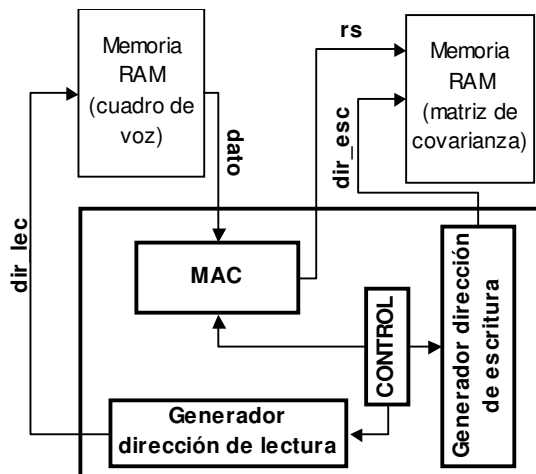 Memoria
RAM
(cuadro de
voz)
rs
Memoria
RAM
(matriz de
covarianza)
dato
dir_esc
dir_lec
MAC
CONTROL
Generador dirección
de escritura
Generador
dirección de lectura